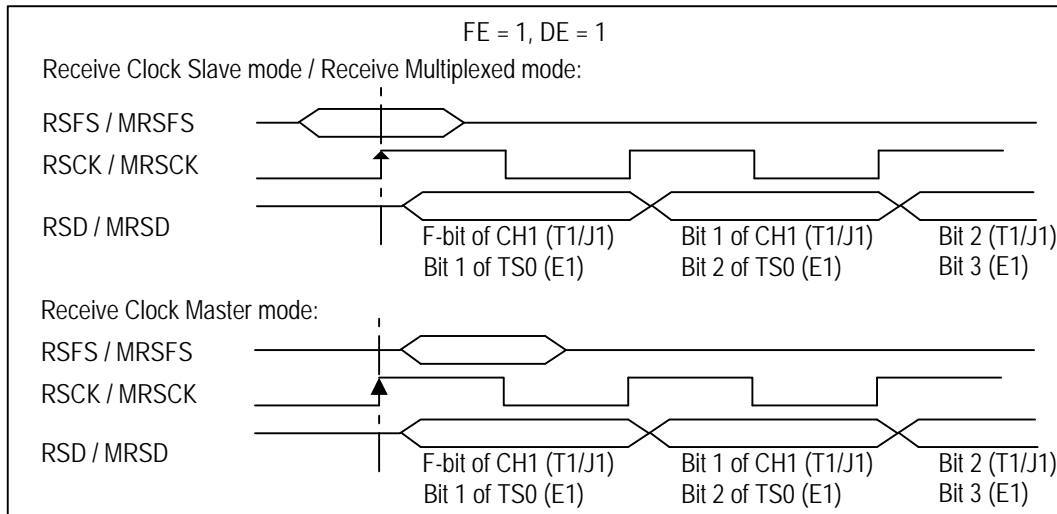 FE = 1, DE = 1
Receive Clock Slave mode / Receive Multiplexed mode:
RSFS / MRSFS
RSCK / MRSCK
RSD / MRSD
F-bit of CH1 (T1/J1) Bit 1 of CH1 (T1/J1) Bit 2 (T1/J1)
Bit 1 of TS0 (E1) Bit 2 of TS0 (E1) Bit 3 (E1)
Receive Clock Master mode:
RSFS / MRSFS
RSCK / MRSCK
RSD / MRSD
F-bit of CH1 (T1/J1) Bit 1 of CH1 (T1/J1) Bit 2 (T1/J1)
Bit 1 of TS0 (E1) Bit 2 of TS0 (E1) Bit 3 (E1)